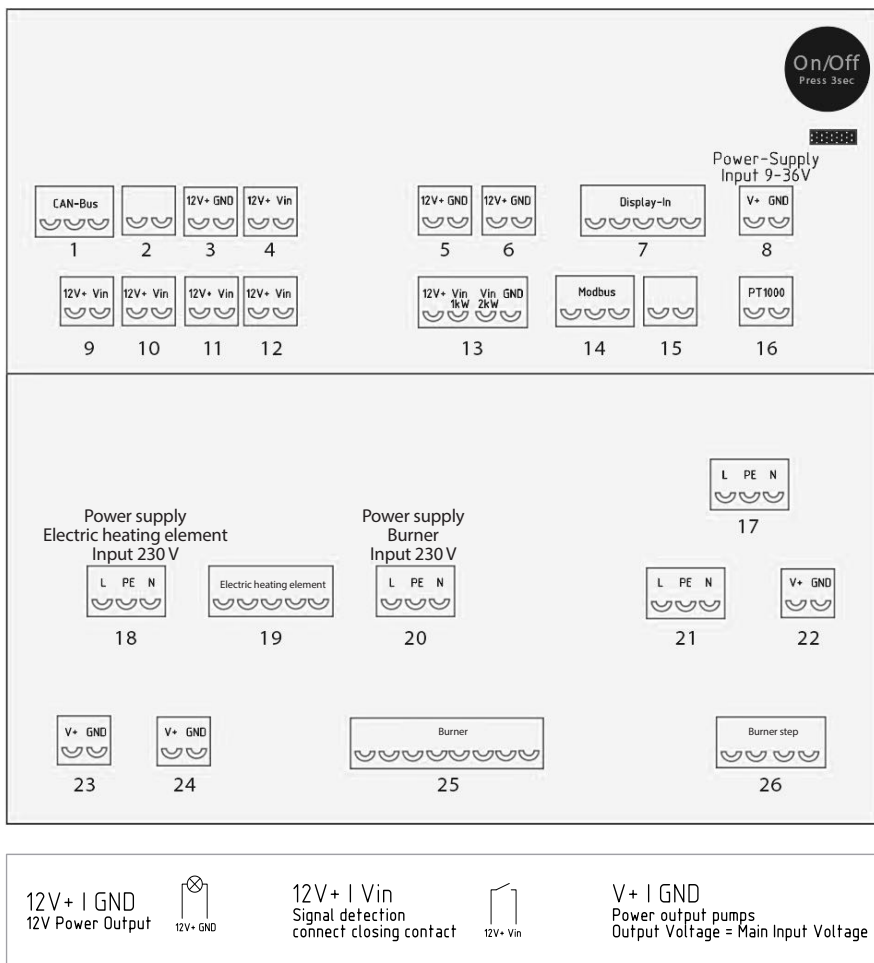 On/Off
Press 3sec
Power-Supply
Input 9-36V
CAN-Bus
12V+ GND
12V+ Vin
12V+ GND
12V+ GND
Display-In
V+ GND
1
2
3
4
5
6
7
8
12V+ Vin
12V+ Vin
12V+ Vin
12V+ Vin
12V+ Vin Vin GND
1kW 2kW
Modbus
PT1000
9
10
11
12
13
14
15
16
L PE N
17
Power supply
Electric heating element
Input 230 V
Power supply
Burner
Input 230 V
L PE N
Electric heating element
L PE N
L PE N
V+ GND
18
19
20
21
22
V+ GND
V+ GND
Burner
Burner step
23
24
25
26
12V+ | GND
12V Power Output
12V+ GND
12V+ | Vin
Signal detection
connect closing contact
12V+ Vin
V+ | GND
Power output pumps
Output Voltage = Main Input Voltage